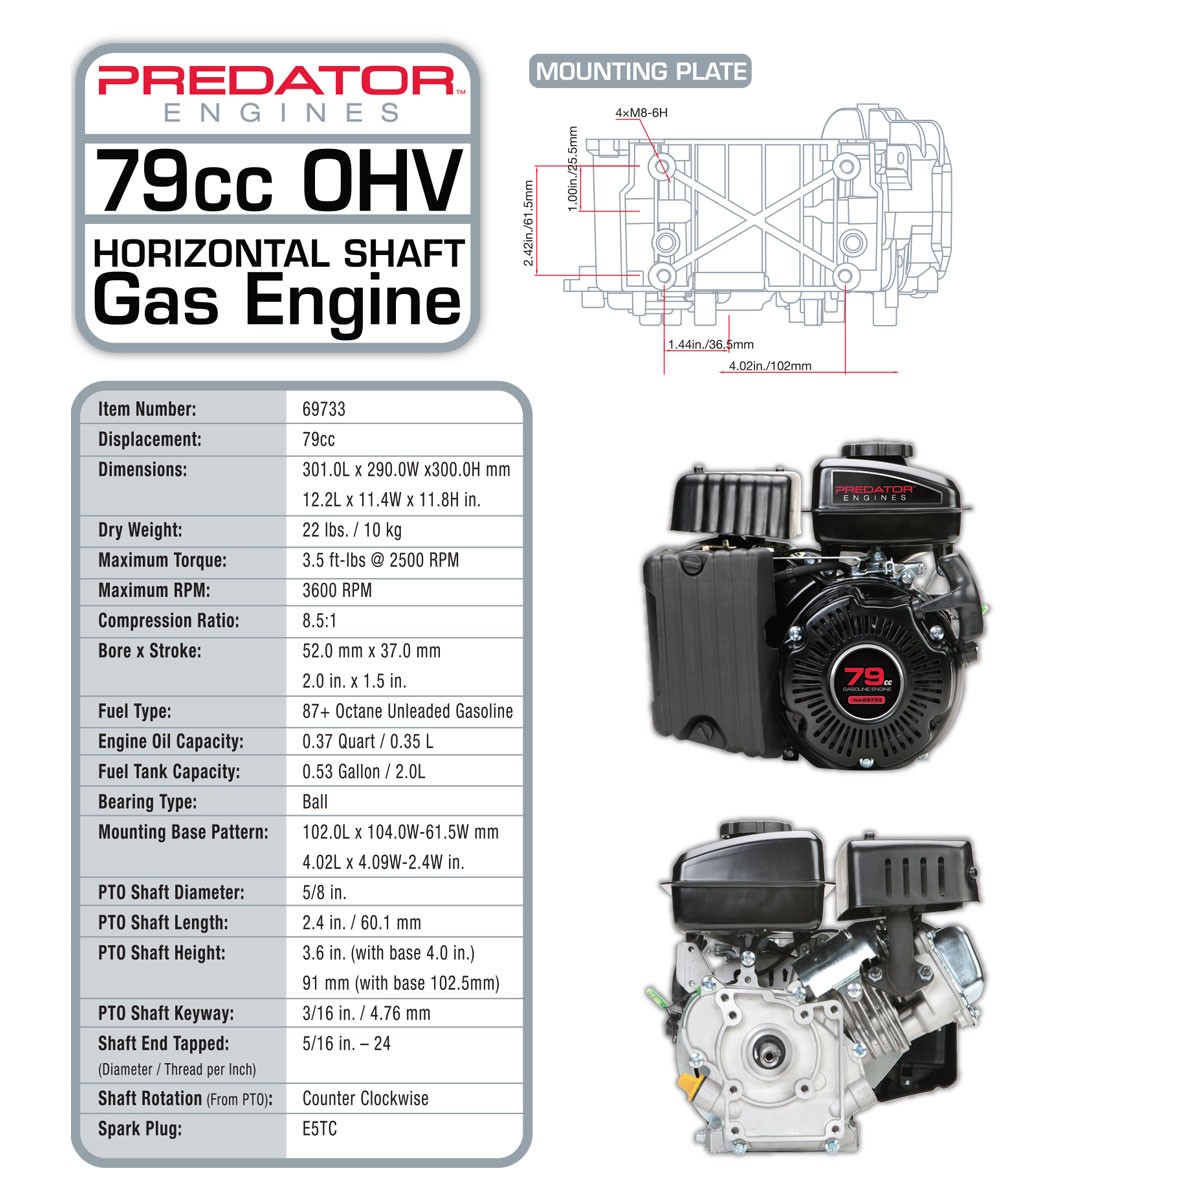 PREDATOR™
ENGINES
79cc OHV
HORIZONTAL SHAFT
Gas Engine
MOUNTING PLATE
4×M8-6H
1.00in./25.5mm
2.42in./61.5mm
1.44in./36.5mm
4.02in./102mm
Item Number: 69733
Displacement: 79cc
Dimensions: 301.0L x 290.0W x300.0H mm
12.2L x 11.4W x 11.8H in.
Dry Weight: 22 lbs. / 10 kg
Maximum Torque: 3.5 ft-lbs @ 2500 RPM
Maximum RPM: 3600 RPM
Compression Ratio: 8.5:1
Bore x Stroke: 52.0 mm x 37.0 mm
2.0 in. x 1.5 in.
Fuel Type: 87+ Octane Unleaded Gasoline
Engine Oil Capacity: 0.37 Quart / 0.35 L
Fuel Tank Capacity: 0.53 Gallon / 2.0L
Bearing Type: Ball
Mounting Base Pattern: 102.0L x 104.0W-61.5W mm
4.02L x 4.09W-2.4W in.
PTO Shaft Diameter: 5/8 in.
PTO Shaft Length: 2.4 in. / 60.1 mm
PTO Shaft Height: 3.6 in. (with base 4.0 in.)
91 mm (with base 102.5mm)
PTO Shaft Keyway: 3/16 in. / 4.76 mm
Shaft End Tapped: 5/16 in. – 24
(Diameter / Thread per Inch)
Shaft Rotation (From PTO): Counter Clockwise
Spark Plug: E5TC
PREDATOR
ENGINES
79cc
GASOLINE ENGINE